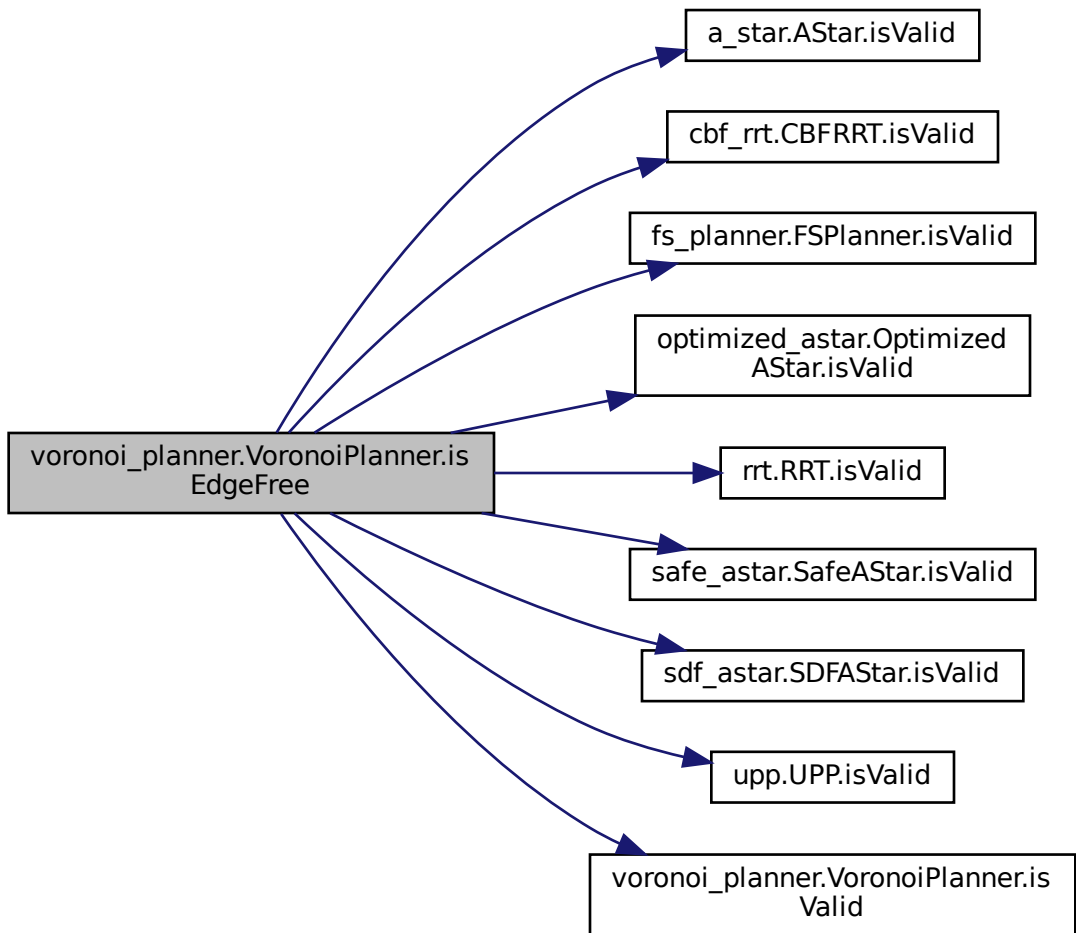 a_star.AStar.isValid
cbf_rrt.CBFRRT.isValid
fs_planner.FSPlanner.isValid
optimized_astar.Optimized
AStar.isValid
voronoi_planner.VoronoiPlanner.is
EdgeFree
rrt.RRT.isValid
safe_astar.SafeAStar.isValid
sdf_astar.SDFAStar.isValid
upp.UPP.isValid
voronoi_planner.VoronoiPlanner.is
Valid